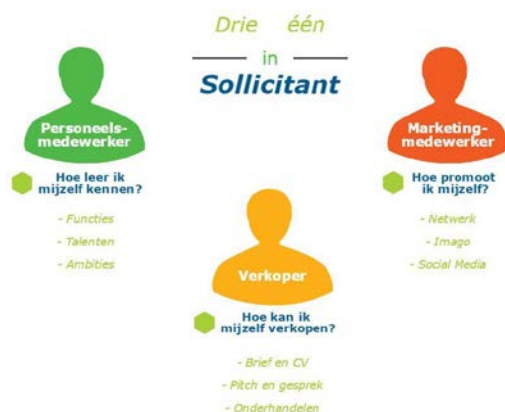 Drie één
in
Sollicitant
Personeels-
medewerker
Hoe leer ik
mijzelf kennen?
- Functies
- Talenten
- Ambities
Marketing-
medewerker
Hoe promoot
ik mijzelf?
- Netwerk
- Imago
- Social Media
Verkoper
Hoe kan ik
mijzelf verkopen?
- Brief en CV
- Pitch en gesprek
- Onderhandelen